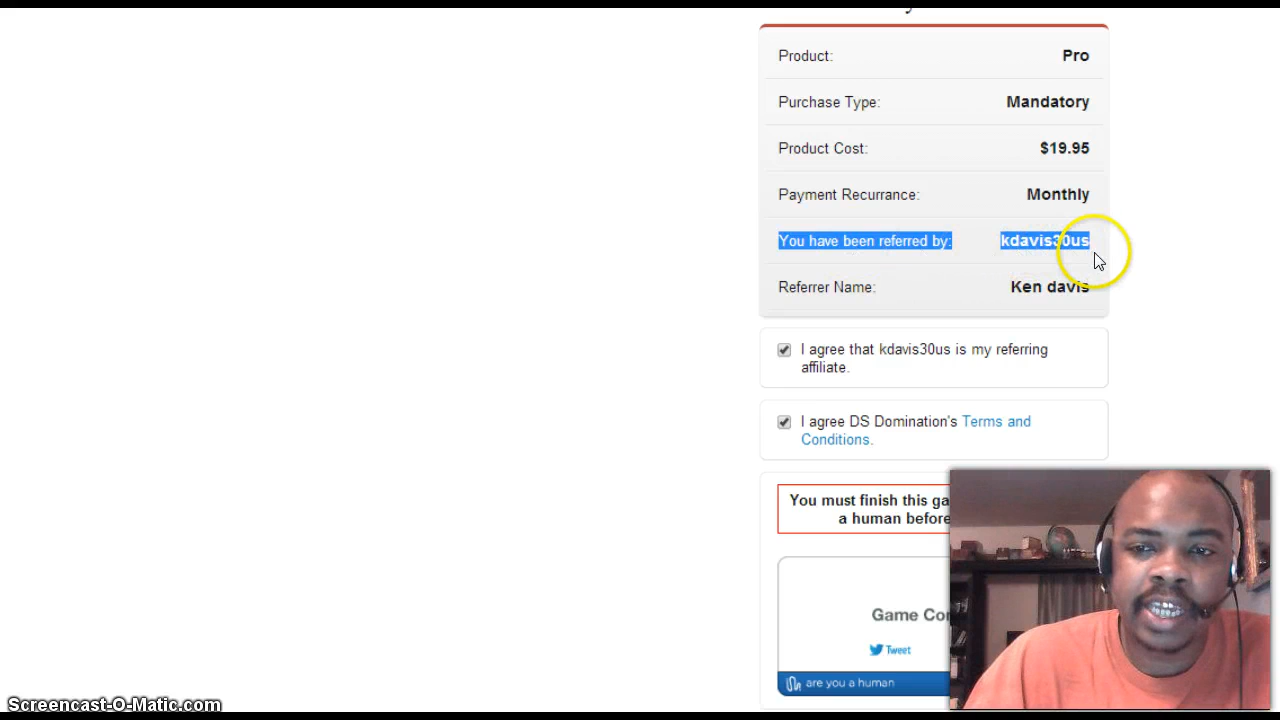 Product: Pro
Purchase Type: Mandatory
Product Cost: $19.95
Payment Recurrance: Monthly
You have been referred by: kdavis30us
Referrer Name: Ken davis
I agree that kdavis30us is my referring
affiliate.
I agree DS Domination's Terms and
Conditions.
You must finish this
a human before
Game
Tweet
are you a human
Screencast-O-Matic.com